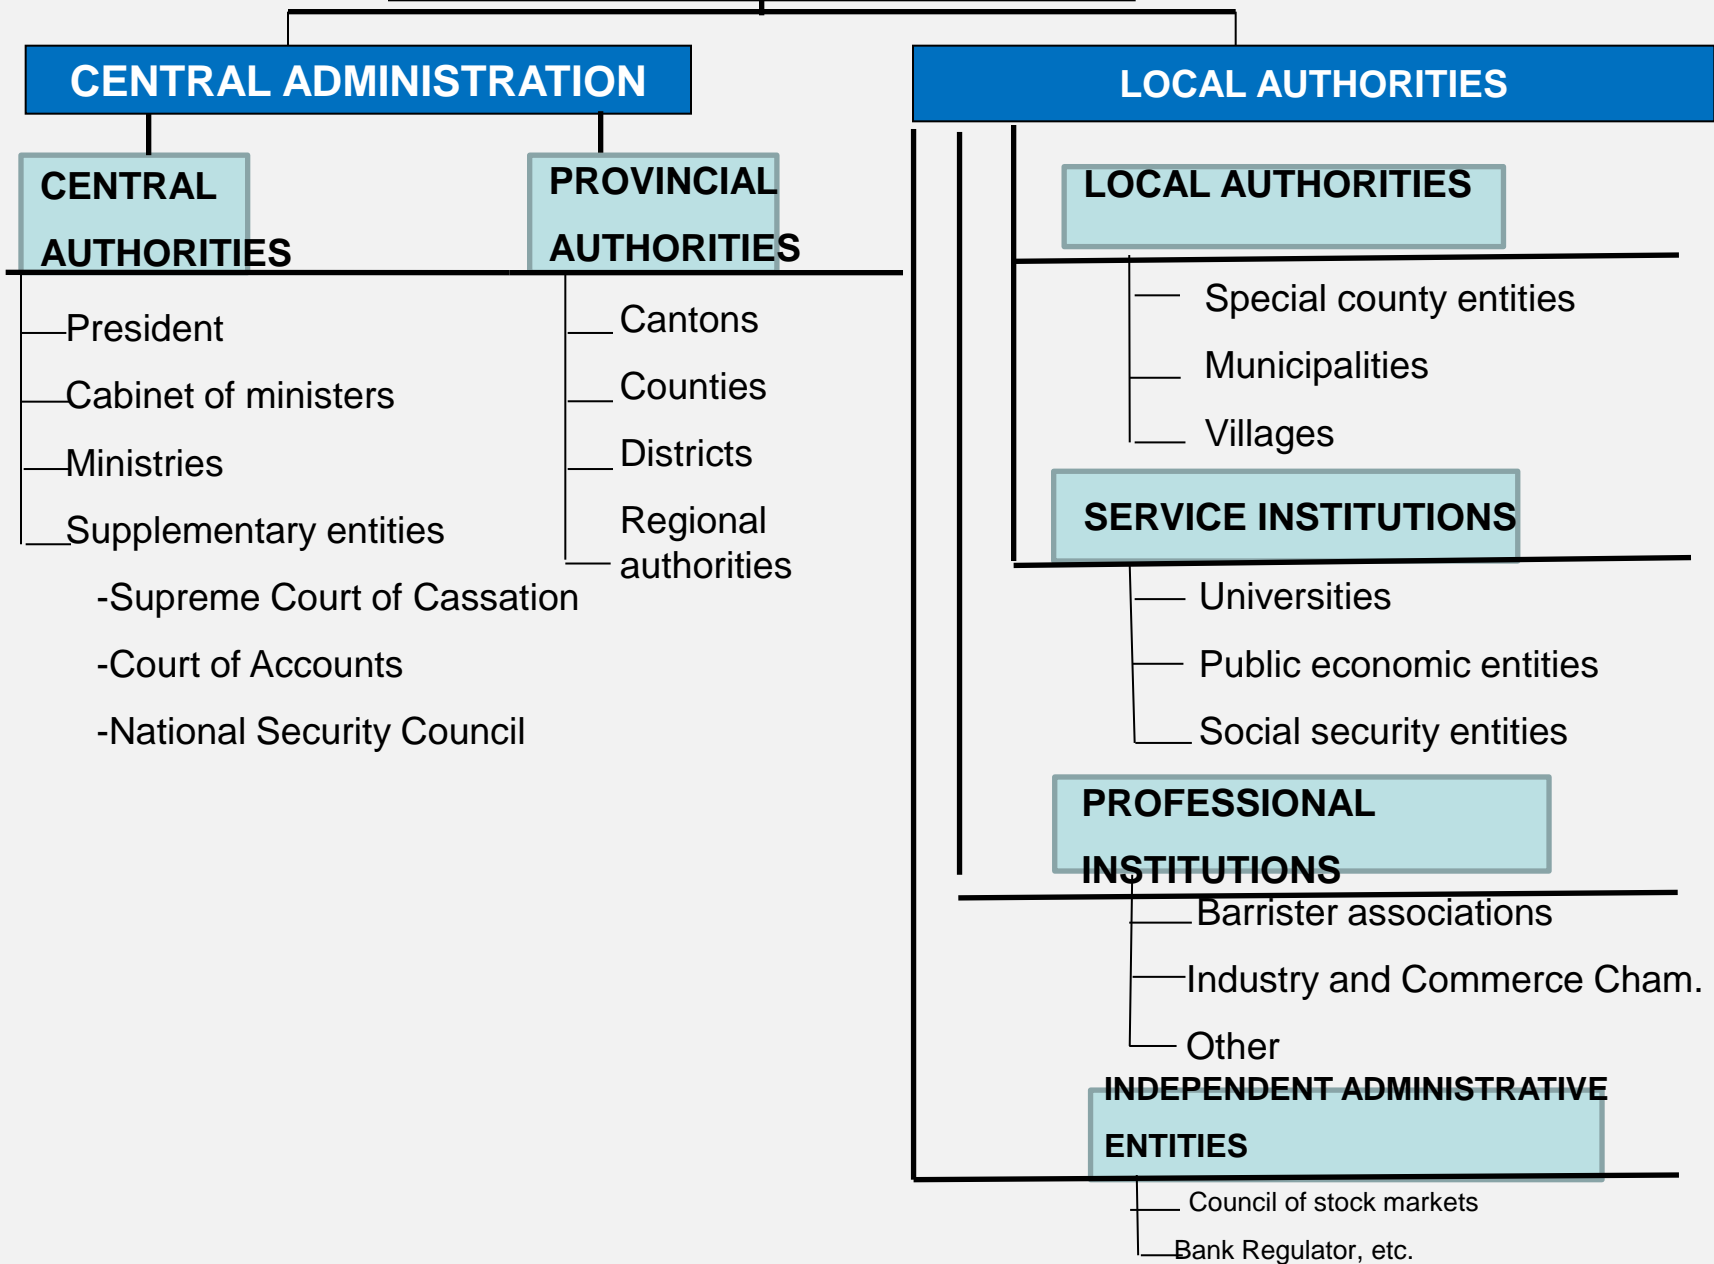 CENTRAL ADMINISTRATION
CENTRAL
AUTHORITIES
President
Cabinet of ministers
Ministries
Supplementary entities
-Supreme Court of Cassation
-Court of Accounts
-National Security Council
PROVINCIAL
AUTHORITIES
Cantons
Counties
Districts
Regional
authorities
LOCAL AUTHORITIES
LOCAL AUTHORITIES
Special county entities
Municipalities
Villages
SERVICE INSTITUTIONS
Universities
Public economic entities
Social security entities
PROFESSIONAL
INSTITUTIONS
Barrister associations
Industry and Commerce Cham.
Other
INDEPENDENT ADMINISTRATIVE
ENTITIES
Council of stock markets
Bank Regulator, etc.